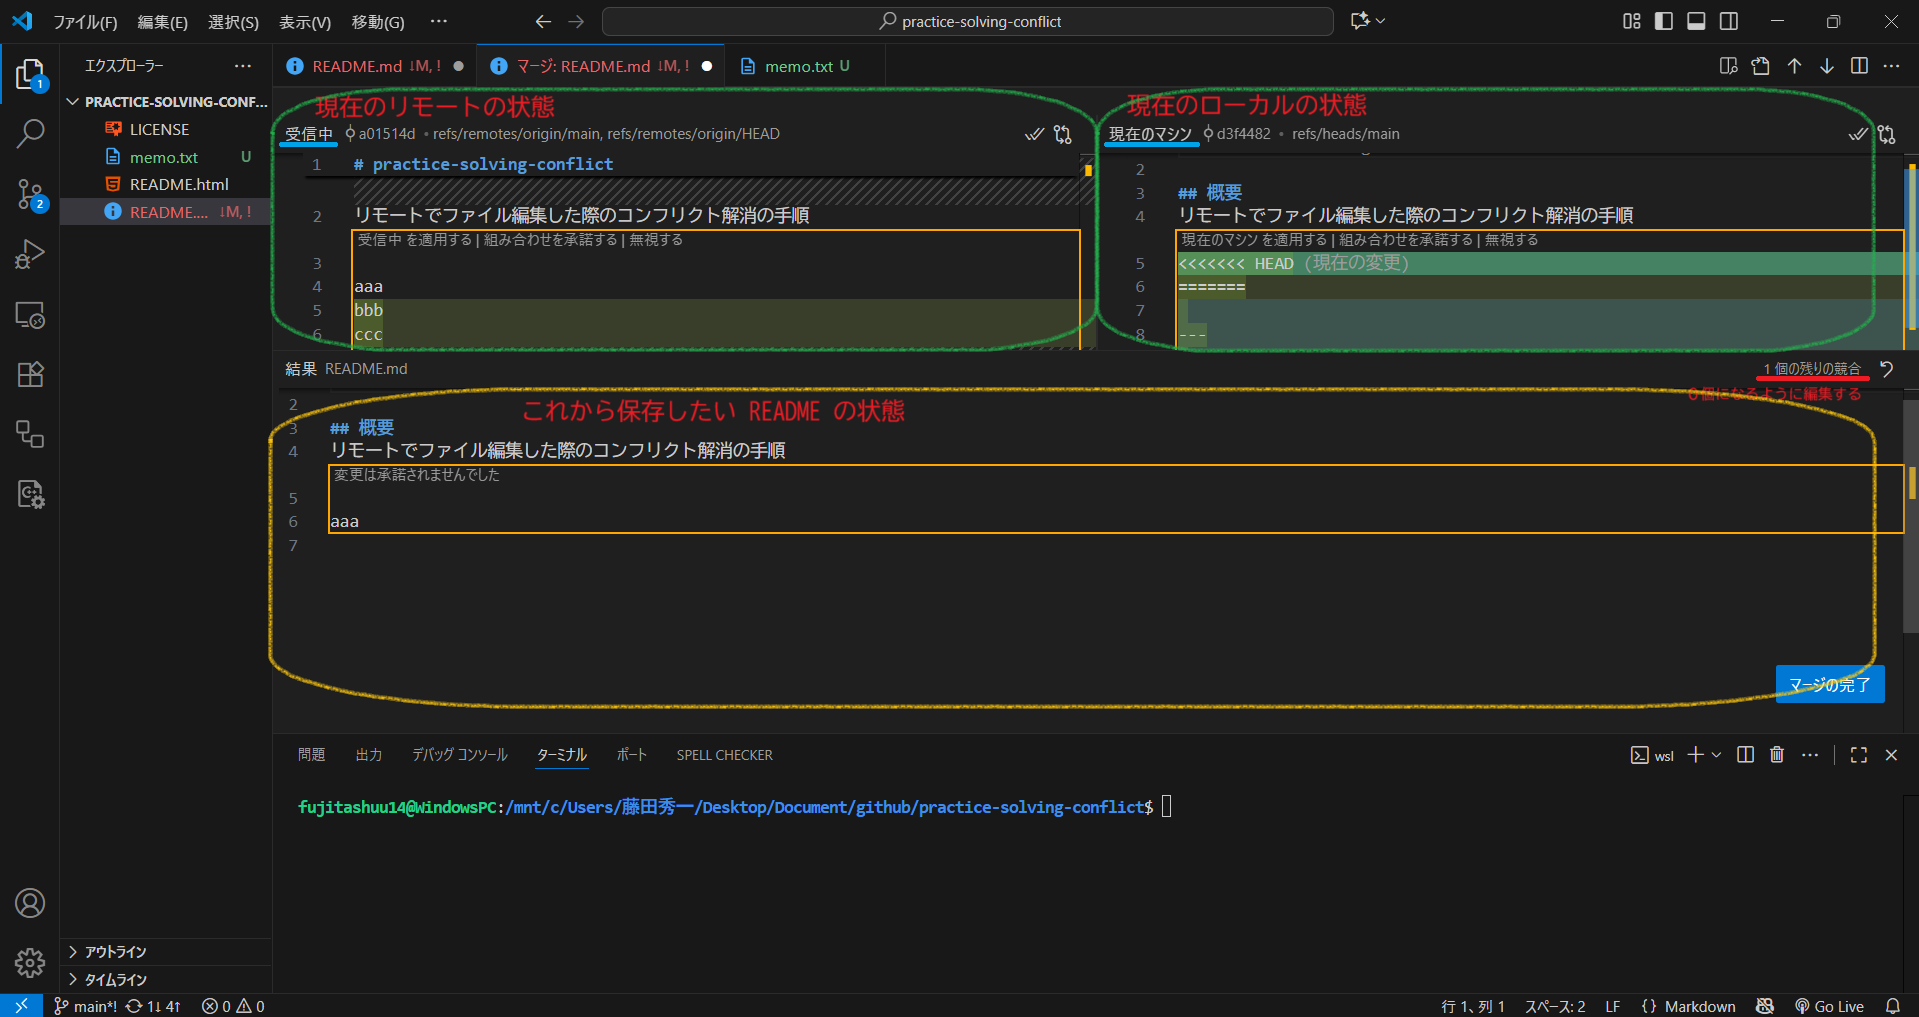 ファイル(F) 編集(E) 選択(S) 表示(V) 移動(G) ··· practice-solving-conflict
エクスプローラー ···
README.md ↓M, ! ● マージ: README.md ↓M, ! ● memo.txt U
PRACTICE-SOLVING-CONF...
LICENSE
memo.txt U
README.html
README.... ↓M, !
現在のリモートの状態
受信中 a01514d • refs/remotes/origin/main, refs/remotes/origin/HEAD
1 # practice-solving-conflict
2 リモートでファイル編集した際のコンフリクト解消の手順
受信中 を適用する | 組み合わせを承諾する | 無視する
3
4 aaa
5 bbb
6 ccc
現在のローカルの状態
現在のマシン d3f4482 • refs/heads/main
2
3 ## 概要
4 リモートでファイル編集した際のコンフリクト解消の手順
現在のマシン を適用する | 組み合わせを承諾する | 無視する
5 <<<<<<< HEAD (現在の変更)
6 =======
7
8 ---
結果 README.md 1 個の残りの競合
0個になるように編集する
これから保存したい README の状態
2
3 ## 概要
4 リモートでファイル編集した際のコンフリクト解消の手順
変更は承諾されませんでした
5
6 aaa
7
マージの完了
問題 出力 デバッグ コンソール ターミナル ポート SPELL CHECKER wsl
fujitashuu14@WindowsPC:/mnt/c/Users/藤田秀一/Desktop/Document/github/practice-solving-conflict$
アウトライン
タイムライン
1
2
main*! 1↓ 4↑ 0 0 行 1、列 1 スペース: 2 LF {} Markdown Go Live